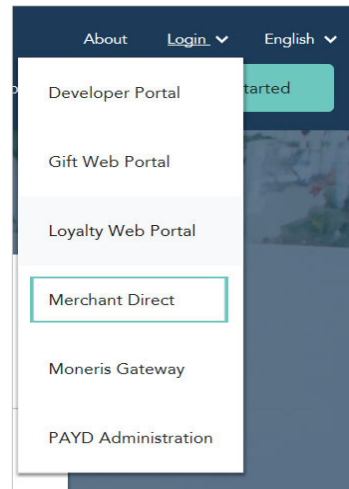 About Login English
Developer Portal
tarted
Gift Web Portal
Loyalty Web Portal
Merchant Direct
Moneris Gateway
PAYD Administration